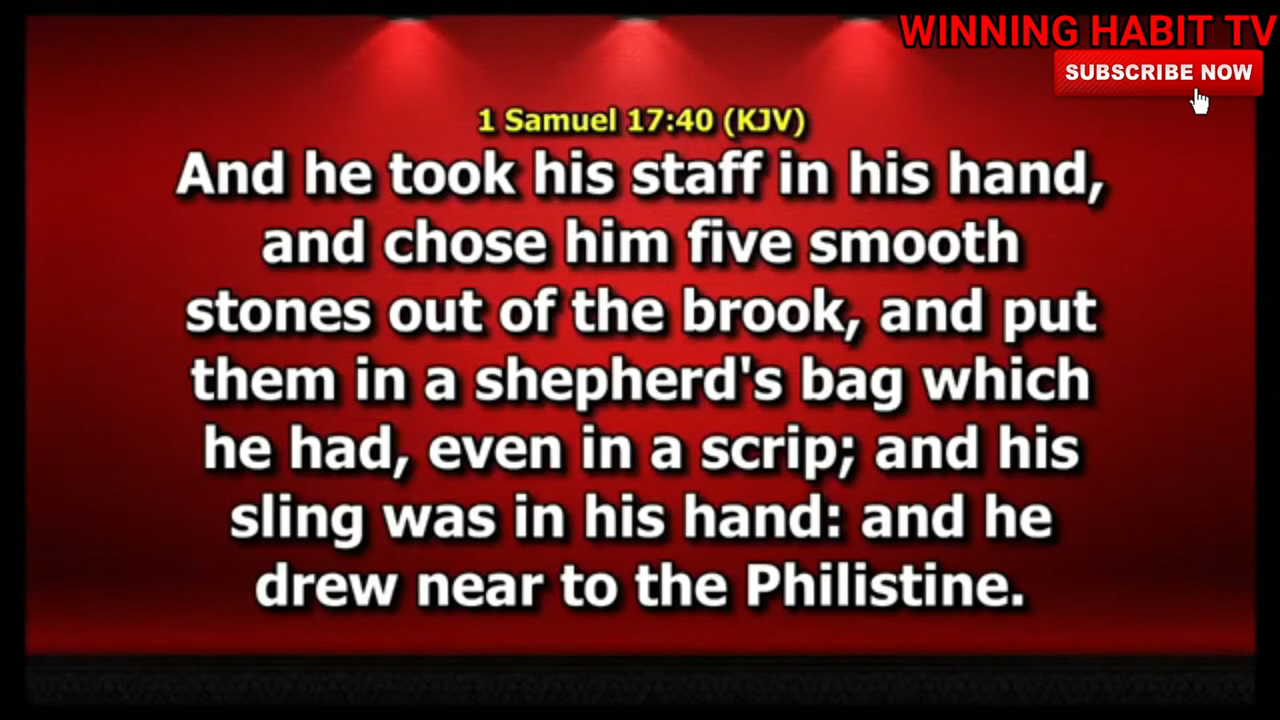 WINNING HABIT TV
SUBSCRIBE NOW
1 Samuel 17:40 (KJV)
And he took his staff in his hand,
and chose him five smooth
stones out of the brook, and put
them in a shepherd's bag which
he had, even in a scrip; and his
sling was in his hand: and he
drew near to the Philistine.